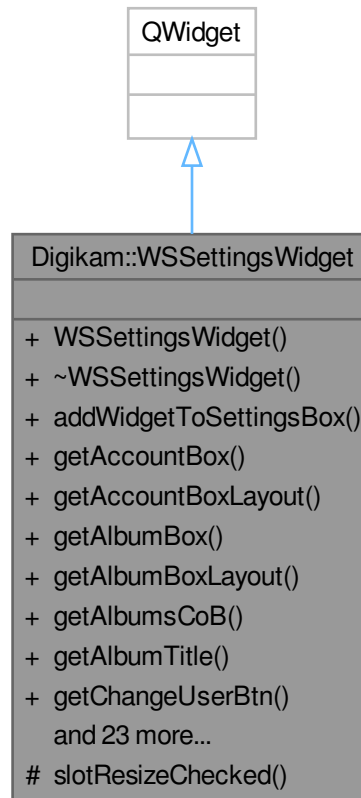 QWidget
Digikam::WSSettingsWidget
+ WSSettingsWidget()
+ ~WSSettingsWidget()
+ addWidgetToSettingsBox()
+ getAccountBox()
+ getAccountBoxLayout()
+ getAlbumBox()
+ getAlbumBoxLayout()
+ getAlbumsCoB()
+ getAlbumTitle()
+ getChangeUserBtn()
and 23 more...
# slotResizeChecked()